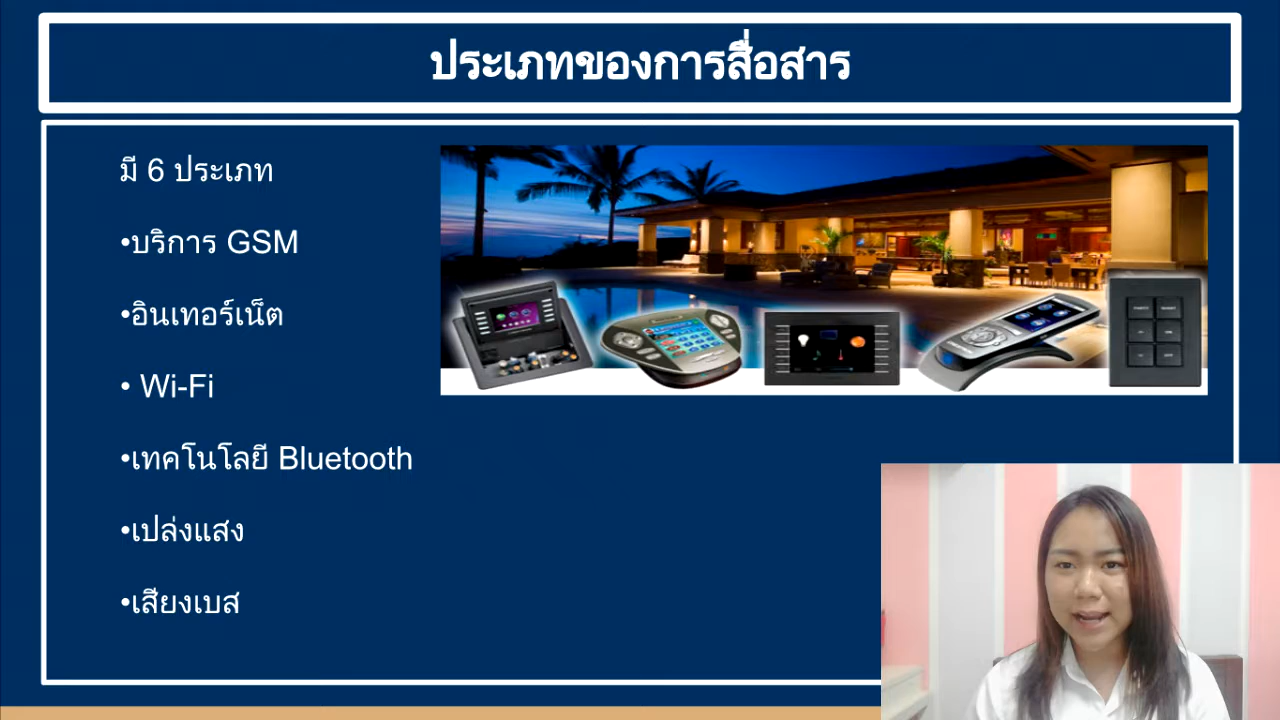 ประเภทของการสื่อสาร
มี 6 ประเภท
•บริการ GSM
•อินเทอร์เน็ต
• Wi-Fi
•เทคโนโลยี Bluetooth
•เปล่งแสง
•เสียงเบส